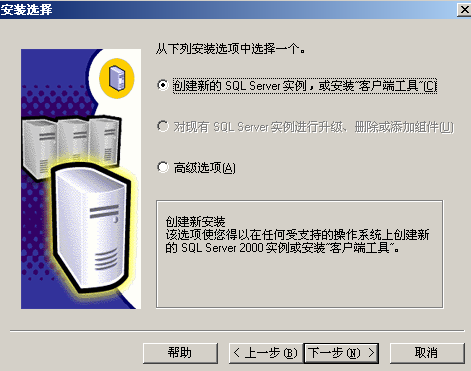 安装选择
从下列安装选项中选择一个。
创建新的 SQL Server 实例，或安装"客户端工具"(C)
对现有 SQL Server 实例进行升级、删除或添加组件(U)
高级选项(A)
创建新安装
该选项使您得以在任何受支持的操作系统上创建新
的 SQL Server 2000 实例或安装"客户端工具"。
帮助
< 上一步(B)
下一步(N) >
取消